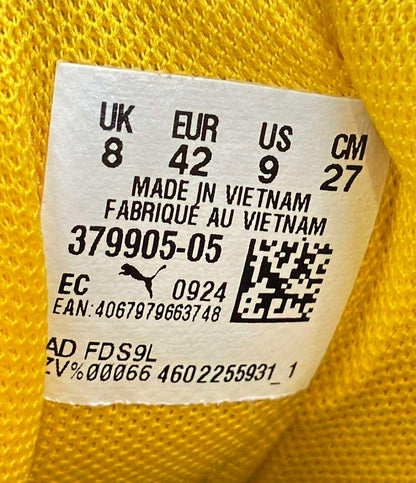 UK EUR US CM
8 42 9 27
MADE IN VIETNAM
FABRIQUÉ AU VIETNAM
379905-05
EC 0924
EAN:4067979663748
AD FDS9L
ZV%00066 4602255931_1